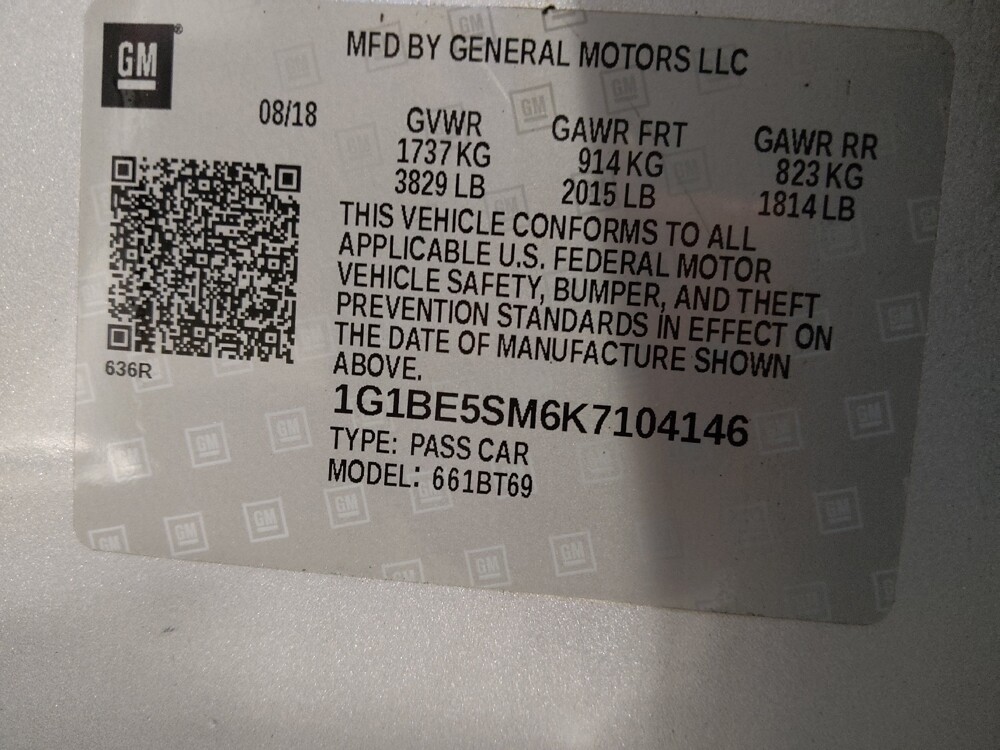 GM
MFD BY GENERAL MOTORS LLC
08/18
GVWR
1737 KG
3829 LB
GAWR FRT
914 KG
2015 LB
GAWR RR
823 KG
1814 LB
THIS VEHICLE CONFORMS TO ALL
APPLICABLE U.S. FEDERAL MOTOR
VEHICLE SAFETY, BUMPER, AND THEFT
PREVENTION STANDARDS IN EFFECT ON
THE DATE OF MANUFACTURE SHOWN
ABOVE.
636R
1G1BE5SM6K7104146
TYPE: PASS CAR
MODEL: 661BT69